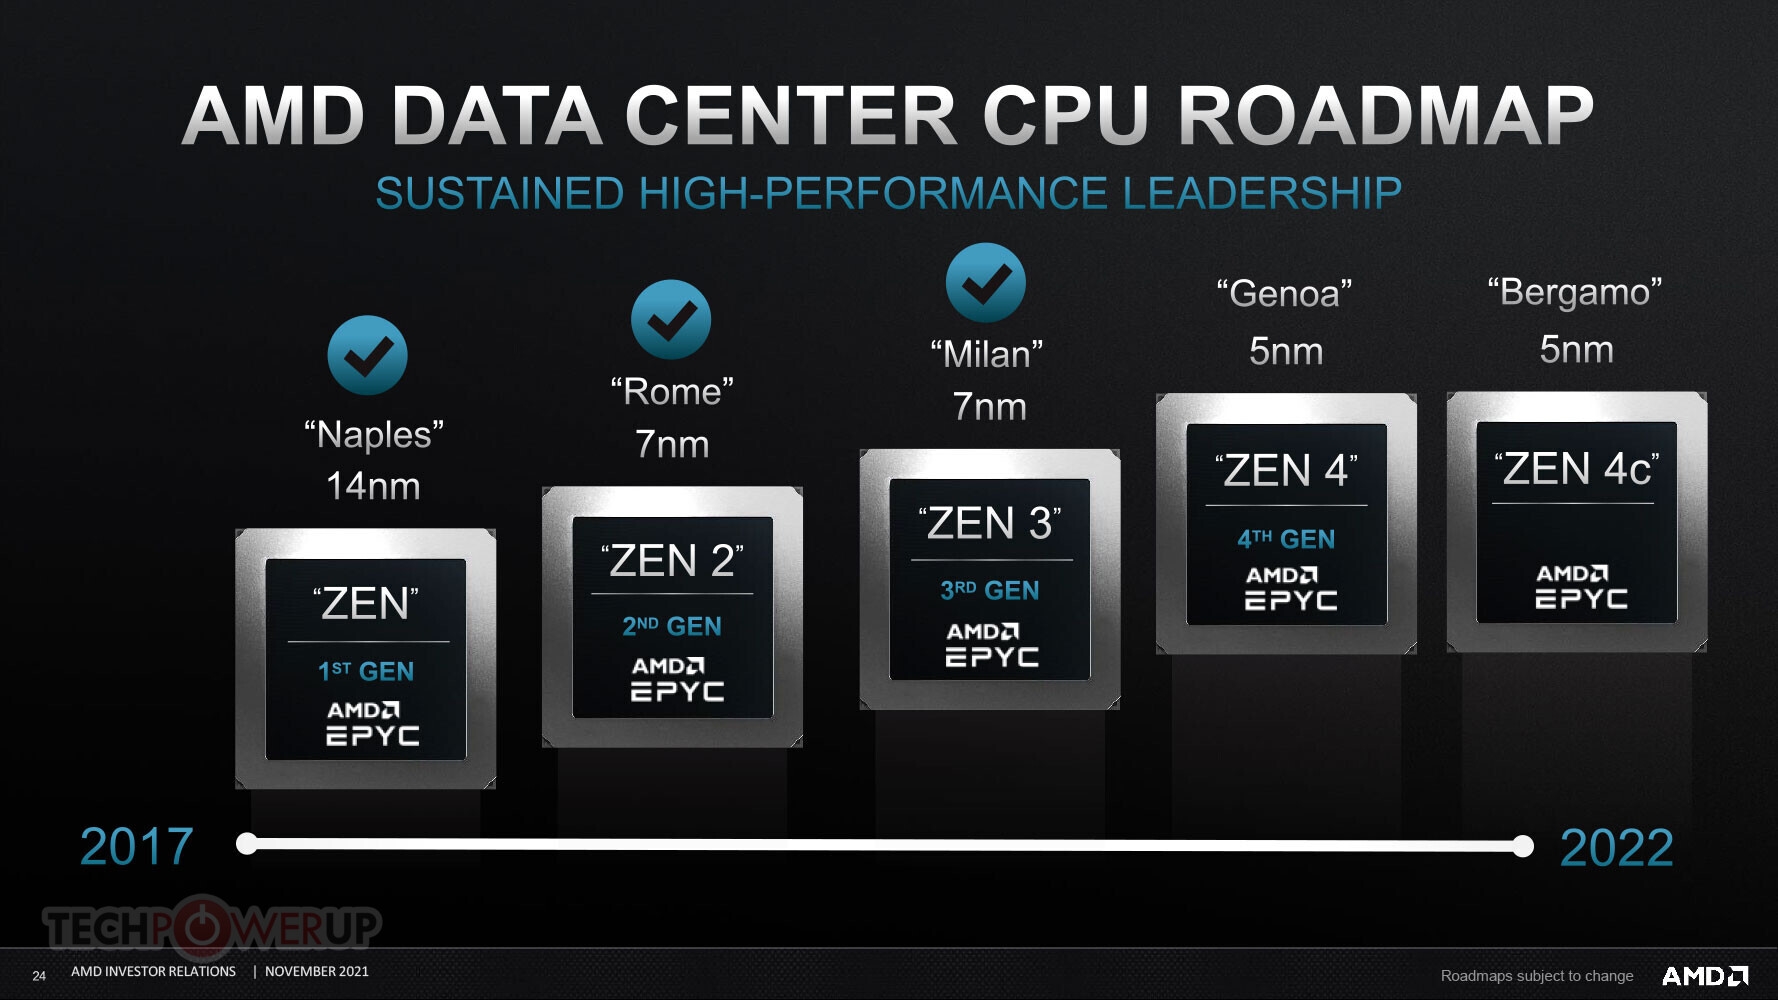 AMD DATA CENTER CPU ROADMAP
SUSTAINED HIGH-PERFORMANCE LEADERSHIP
“Naples”
14nm
“ZEN”
1ST GEN
AMD
EPYC
“Rome”
7nm
“ZEN 2”
2ND GEN
AMD
EPYC
“Milan”
7nm
“ZEN 3”
3RD GEN
AMD
EPYC
“Genoa”
5nm
“ZEN 4”
4TH GEN
AMD
EPYC
“Bergamo”
5nm
“ZEN 4c”
AMD
EPYC
2017
2022
TECHPOWERUP
24 AMD INVESTOR RELATIONS | NOVEMBER 2021
Roadmaps subject to change
AMD